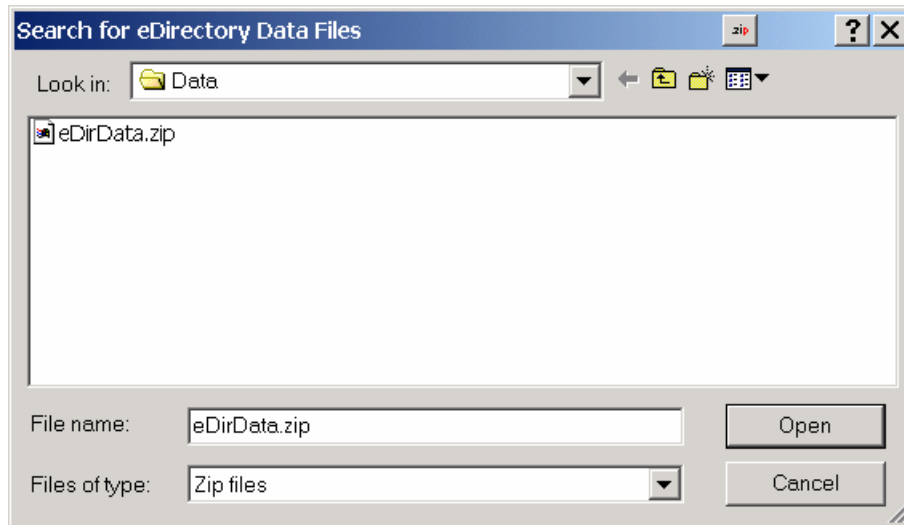 Search for eDirectory Data Files
.zip
?
Look in: Data
eDirData.zip
File name: eDirData.zip
Open
Files of type: Zip files
Cancel